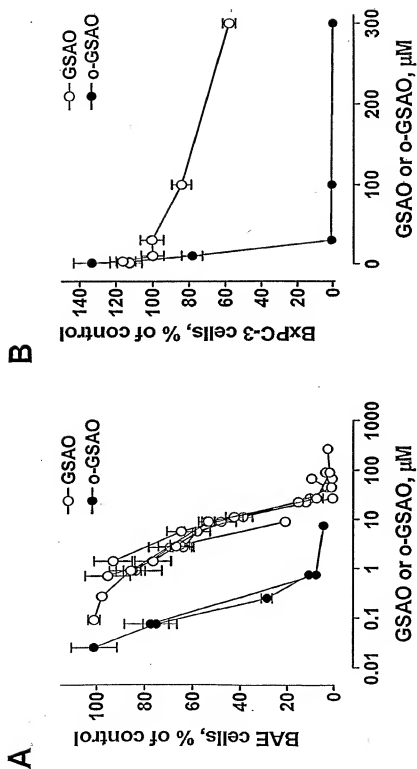 A
GSAO
o-GSAO
BAE cells, % of control
100
80
60
40
20
0
0.01
0.1
1
10
100
1000
GSAO or o-GSAO, µM
B
GSAO
o-GSAO
BxPC-3 cells, % of control
140
120
100
80
60
40
20
0
0
100
200
300
GSAO or o-GSAO, µM